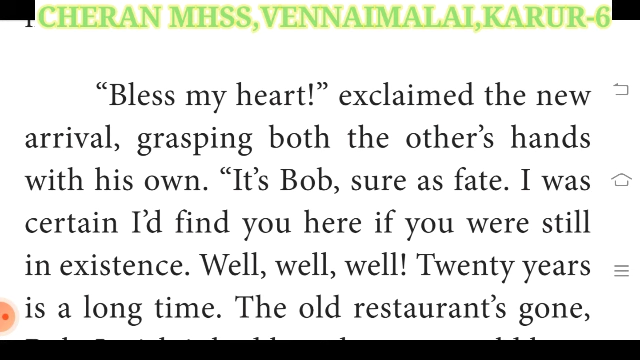 CHERAN MHSS,VENNAIMALAI,KARUR-6
“Bless my heart!” exclaimed the new
arrival, grasping both the other’s hands
with his own. “It’s Bob, sure as fate. I was
certain I’d find you here if you were still
in existence. Well, well, well! Twenty years
is a long time. The old restaurant’s gone,